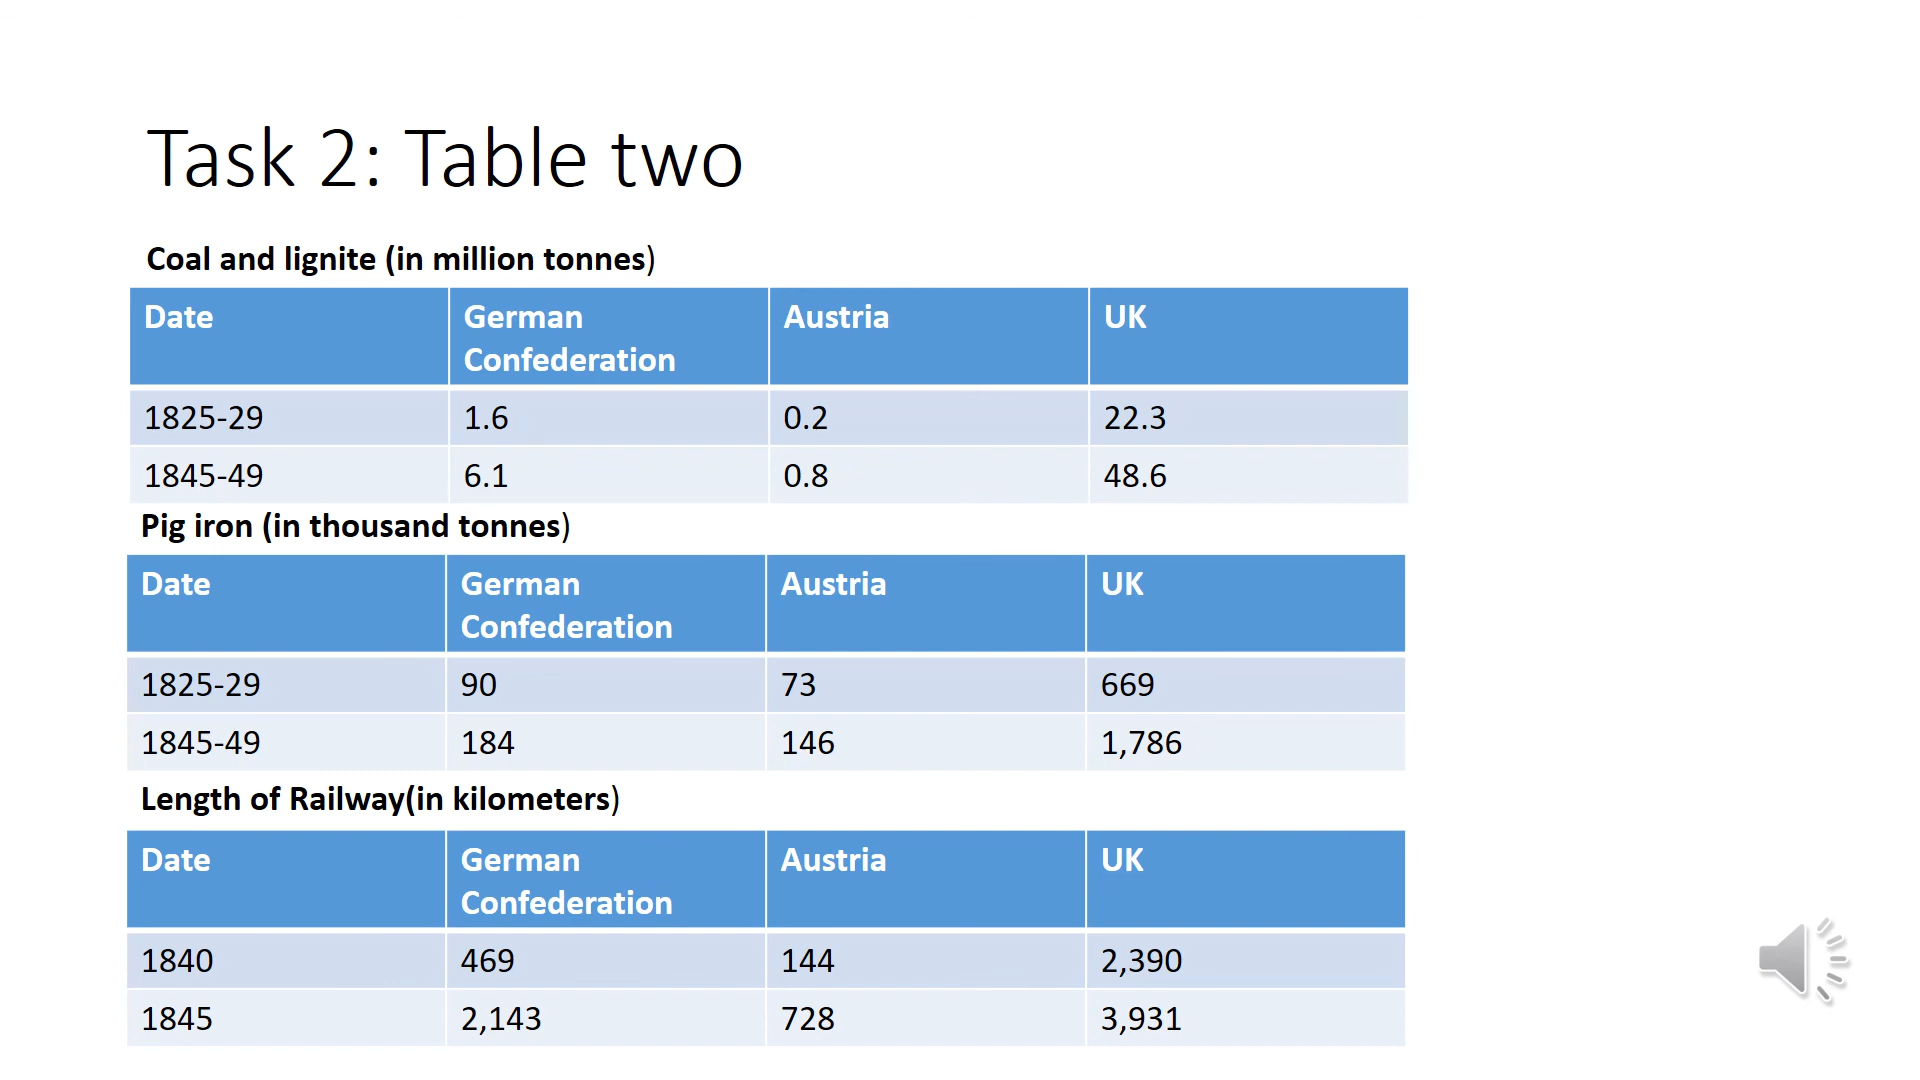 Task 2: Table two
Coal and lignite (in million tonnes)
Date German Confederation Austria UK
1825-29 1.6 0.2 22.3
1845-49 6.1 0.8 48.6
Pig iron (in thousand tonnes)
Date German Confederation Austria UK
1825-29 90 73 669
1845-49 184 146 1,786
Length of Railway(in kilometers)
Date German Confederation Austria UK
1840 469 144 2,390
1845 2,143 728 3,931